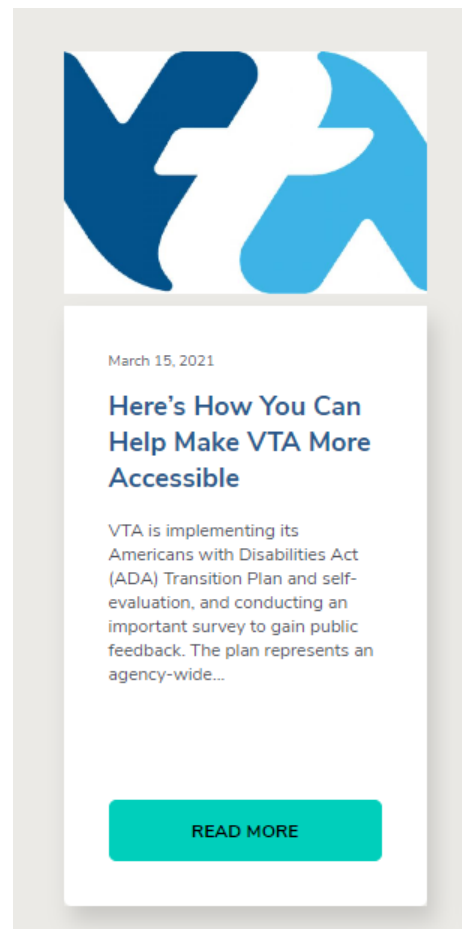 vta
March 15, 2021
Here’s How You Can
Help Make VTA More
Accessible
VTA is implementing its
Americans with Disabilities Act
(ADA) Transition Plan and self-
evaluation, and conducting an
important survey to gain public
feedback. The plan represents an
agency-wide...
READ MORE